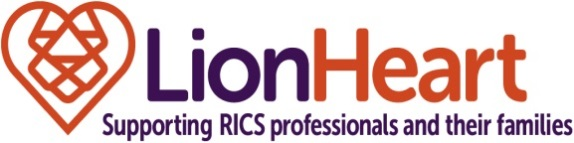 LionHeart
Supporting RICS professionals and their families